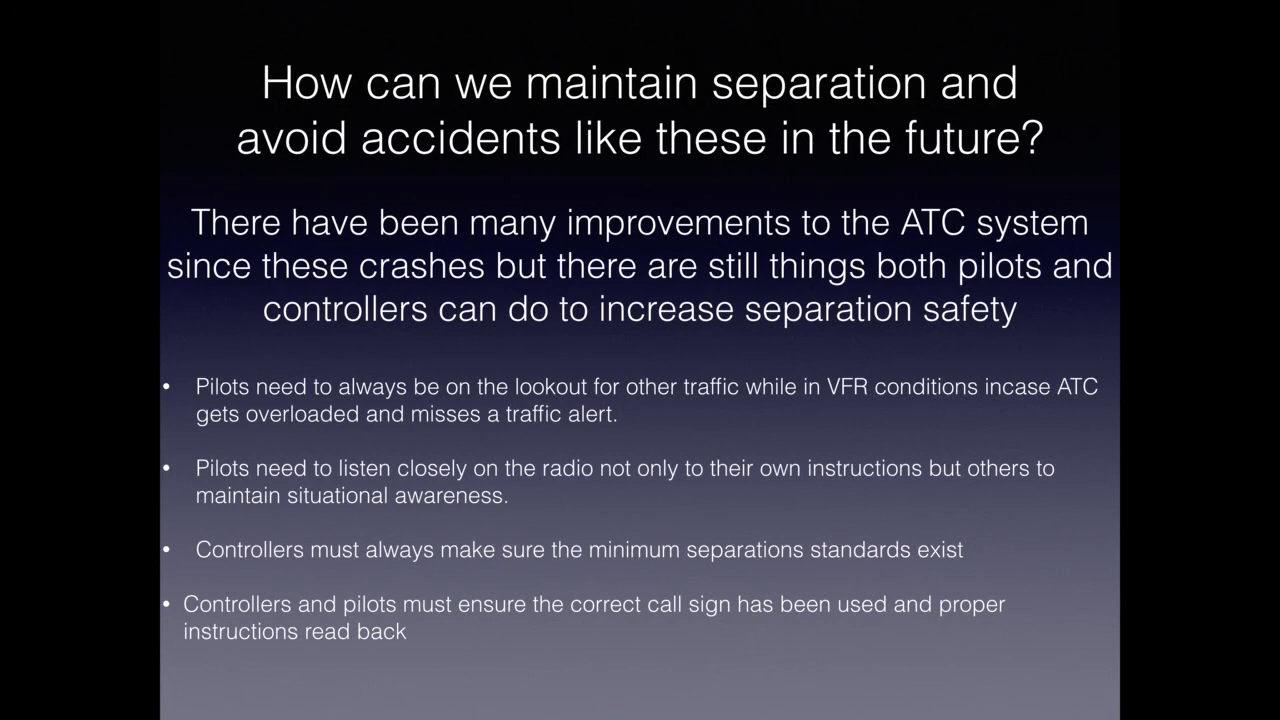 How can we maintain separation and
avoid accidents like these in the future?
There have been many improvements to the ATC system
since these crashes but there are still things both pilots and
controllers can do to increase separation safety
• Pilots need to always be on the lookout for other traffic while in VFR conditions incase ATC
gets overloaded and misses a traffic alert.
• Pilots need to listen closely on the radio not only to their own instructions but others to
maintain situational awareness.
• Controllers must always make sure the minimum separations standards exist
• Controllers and pilots must ensure the correct call sign has been used and proper
instructions read back